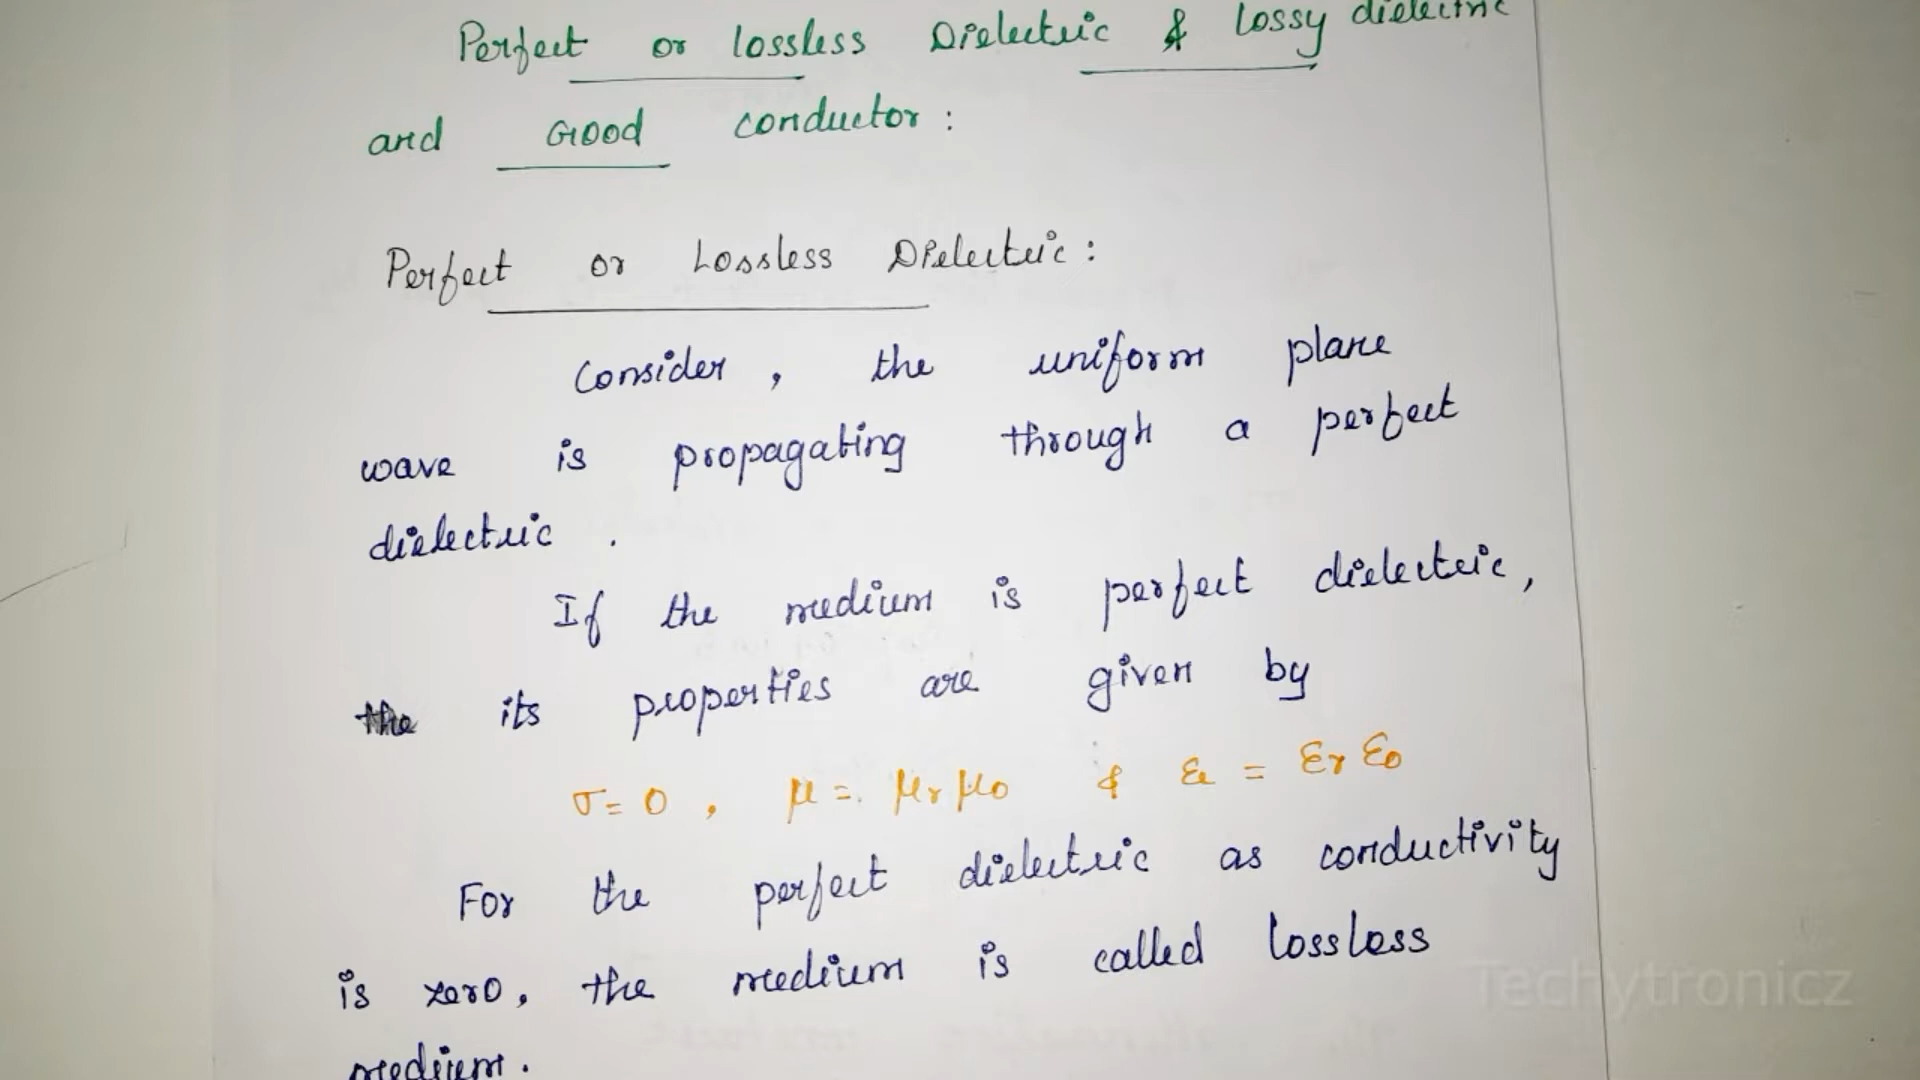 Perfect or lossless Dielectric & Lossy dielectric
and Good conductor :
Perfect or Lossless Dielectric :
Consider , the uniform plane
wave is propagating through a perfect
dielectric .
If the medium is perfect dielectric ,
the its properties are given by
σ = 0 , μ = μr μ0 & ε = εr ε0
For the perfect dielectric as conductivity
is zero , the medium is called lossless
medium .
Techytronicz